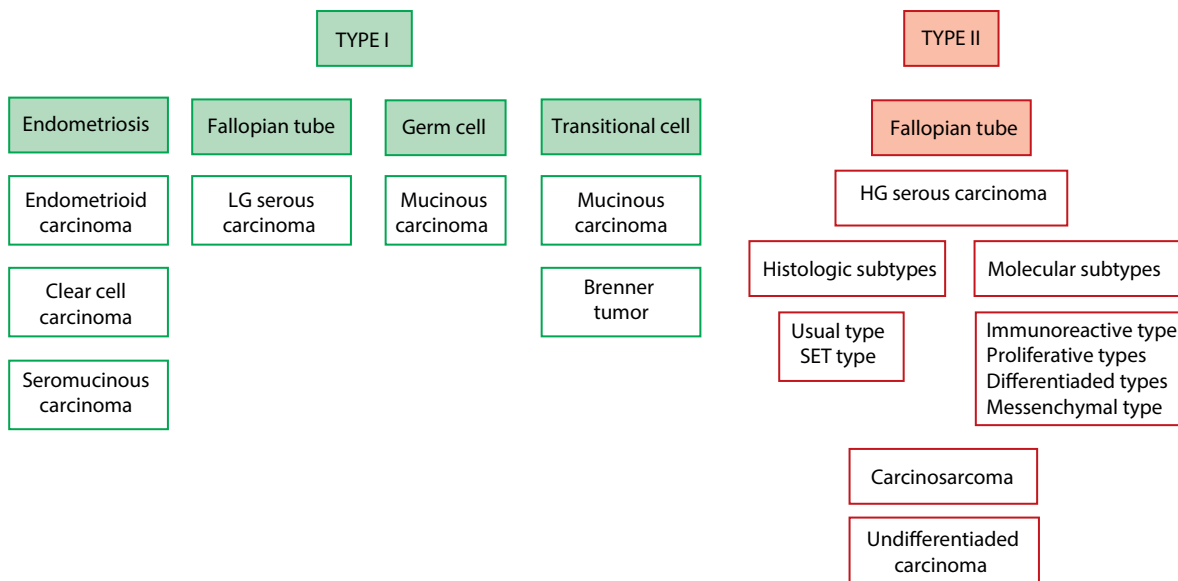 TYPE I
TYPE II
Endometriosis
Fallopian tube
Germ cell
Transitional cell
Fallopian tube
Endometrioid
carcinoma
LG serous
carcinoma
Mucinous
carcinoma
Mucinous
carcinoma
HG serous carcinoma
Clear cell
carcinoma
Brenner
tumor
Histologic subtypes
Molecular subtypes
Usual type
SET type
Immunoreactive type
Proliferative types
Differentiaded types
Messenchymal type
Seromucinous
carcinoma
Carcinosarcoma
Undifferentiaded
carcinoma